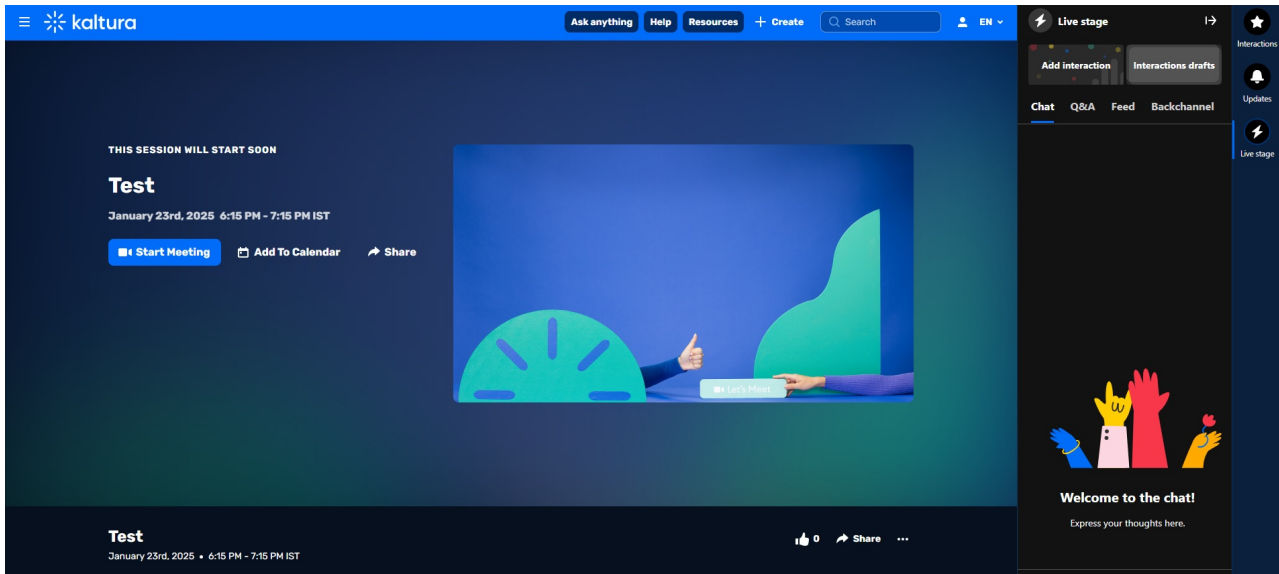 kaltura
Ask anything Help Resources + Create Search EN
THIS SESSION WILL START SOON
Test
January 23rd, 2025 6:15 PM - 7:15 PM IST
Start Meeting Add To Calendar Share
Let's Meet
Test
January 23rd, 2025 • 6:15 PM - 7:15 PM IST
0 Share ...
Live stage
Add interaction Interactions drafts
Chat Q&A Feed Backchannel
Welcome to the chat!
Express your thoughts here.
Interactions
Updates
Live stage